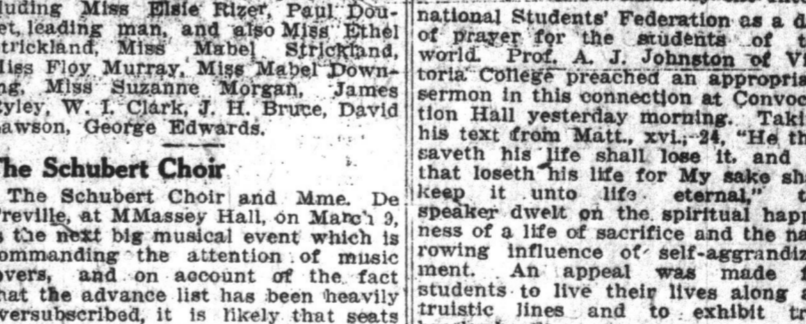 luding Miss Elsie Rizer, Paul Dou-
et, leading man, and also Miss Ethel
trickland, Miss Mabel Strickland,
Miss Floy Murray, Miss Mabel Down-
ng, Miss Suzanne Morgan, James
yley, W. I. Clark, J. H. Bruce, David
awson, George Edwards.
The Schubert Choir
The Schubert Choir and Mme. De
reville, at MMassey Hall, on March 9,
s the next big musical event which is
ommanding the attention of music
overs, and on account of the fact
hat the advance list has been heavily
versubscribed, it is likely that seats
national Students' Federation as a d
of prayer for the students of
world. Prof. A. J. Johnston of Vi
toria College preached an appropria
sermon in this connection at Convoc
tion Hall yesterday morning. Taki
his text from Matt., xvi., 24, "He th
saveth his life shall lose it. and
that loseth his life for My sake sh
keep it unto life eternal,"
speaker dwelt on the spiritual happ
ness of a life of sacrifice and the na
rowing influence of self-aggrandiz
ment. An appeal was made
students to live their lives along
truistic lines and to exhibit tr